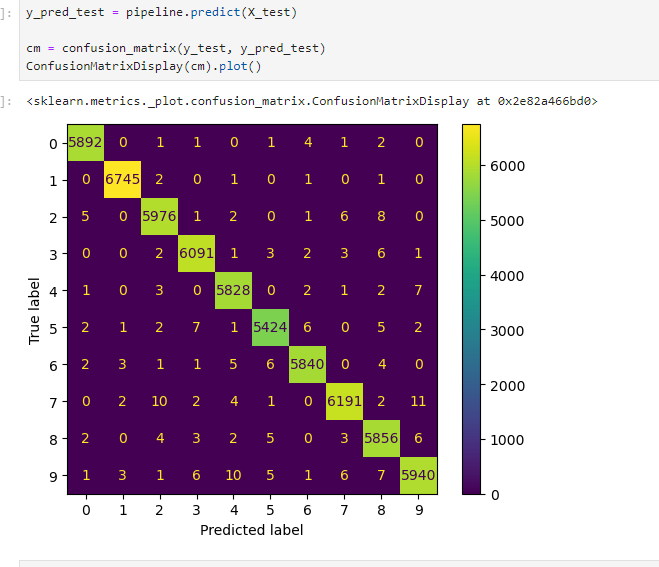 ]: y_pred_test = pipeline.predict(X_test)
cm = confusion_matrix(y_test, y_pred_test)
ConfusionMatrixDisplay(cm).plot()
]: <sklearn.metrics._plot.confusion_matrix.ConfusionMatrixDisplay at 0x2e82a466bd0>
0 5892 0 1 1 0 1 4 1 2 0
1 0 6745 2 0 1 0 1 0 1 0
2 5 0 5976 1 2 0 1 6 8 0
3 0 0 2 6091 1 3 2 3 6 1
4 1 0 3 0 5828 0 2 1 2 7
5 2 1 2 7 1 5424 6 0 5 2
6 2 3 1 1 5 6 5840 0 4 0
7 0 2 10 2 4 1 0 6191 2 11
8 2 0 4 3 2 5 0 3 5856 6
9 1 3 1 6 10 5 1 6 7 5940
0 1 2 3 4 5 6 7 8 9
Predicted label
True label
6000
5000
4000
3000
2000
1000
0